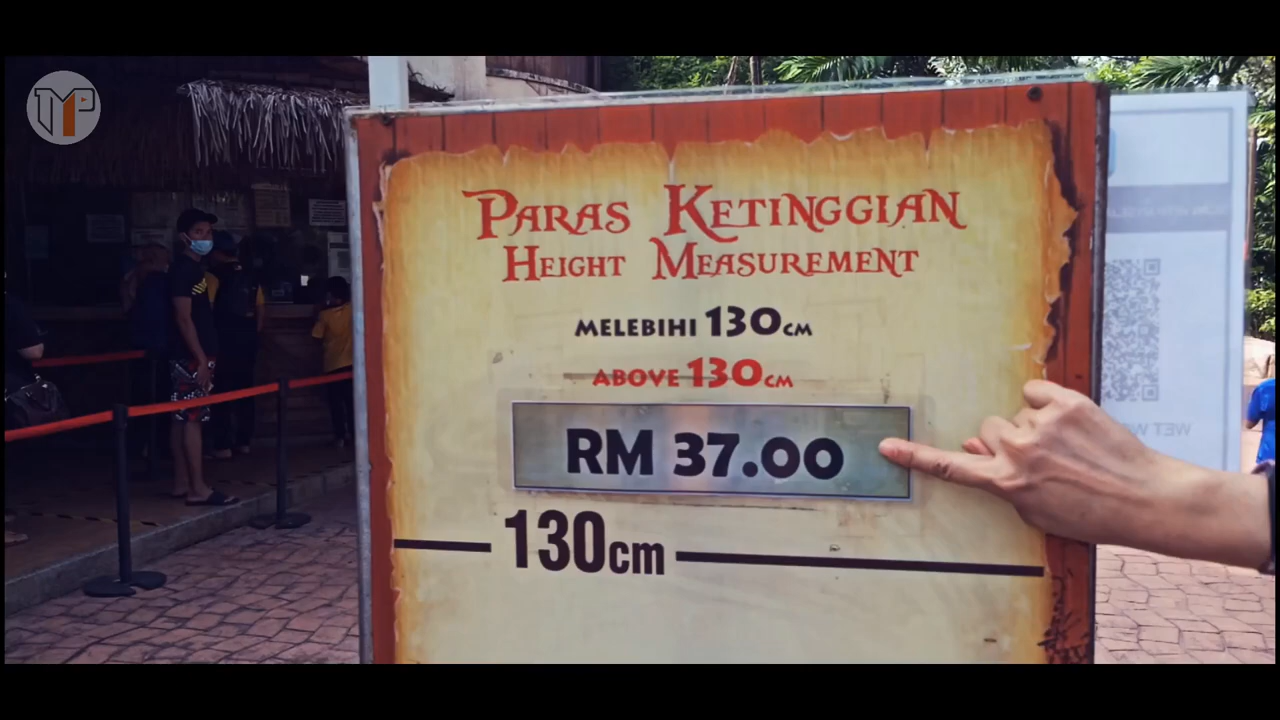 PARAS KETINGGIAN
HEIGHT MEASUREMENT
MELEBIHI 130CM
ABOVE 130CM
RM 37.00
130cm